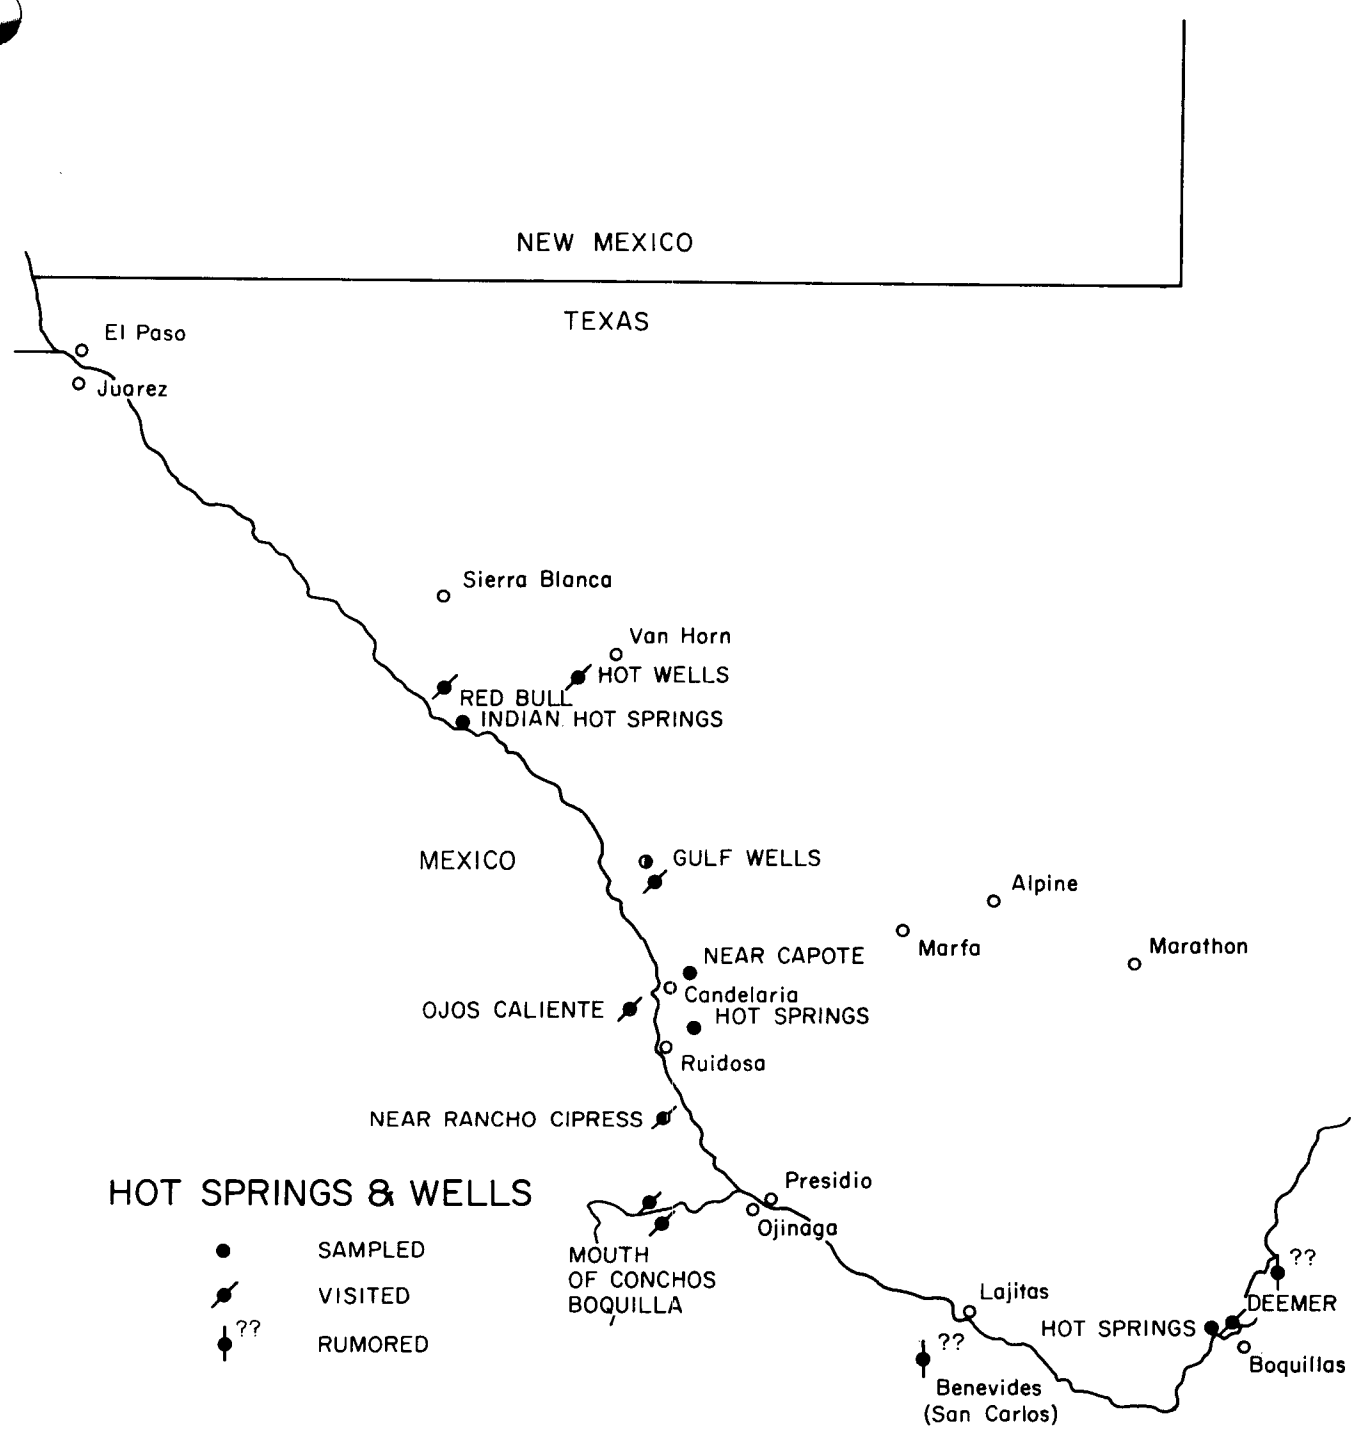 NEW MEXICO
TEXAS
El Paso
Juarez
Sierra Blanca
Van Horn
HOT WELLS
RED BULL
INDIAN HOT SPRINGS
MEXICO
GULF WELLS
Alpine
Marfa
Marathon
NEAR CAPOTE
Candelaria
OJOS CALIENTE
HOT SPRINGS
Ruidosa
NEAR RANCHO CIPRESS
Presidio
Ojinaga
HOT SPRINGS & WELLS
SAMPLED
VISITED
??
RUMORED
MOUTH
OF CONCHOS
BOQUILLA
??
DEEMER
Lajitas
HOT SPRINGS
??
Boquillas
Benevides
(San Carlos)